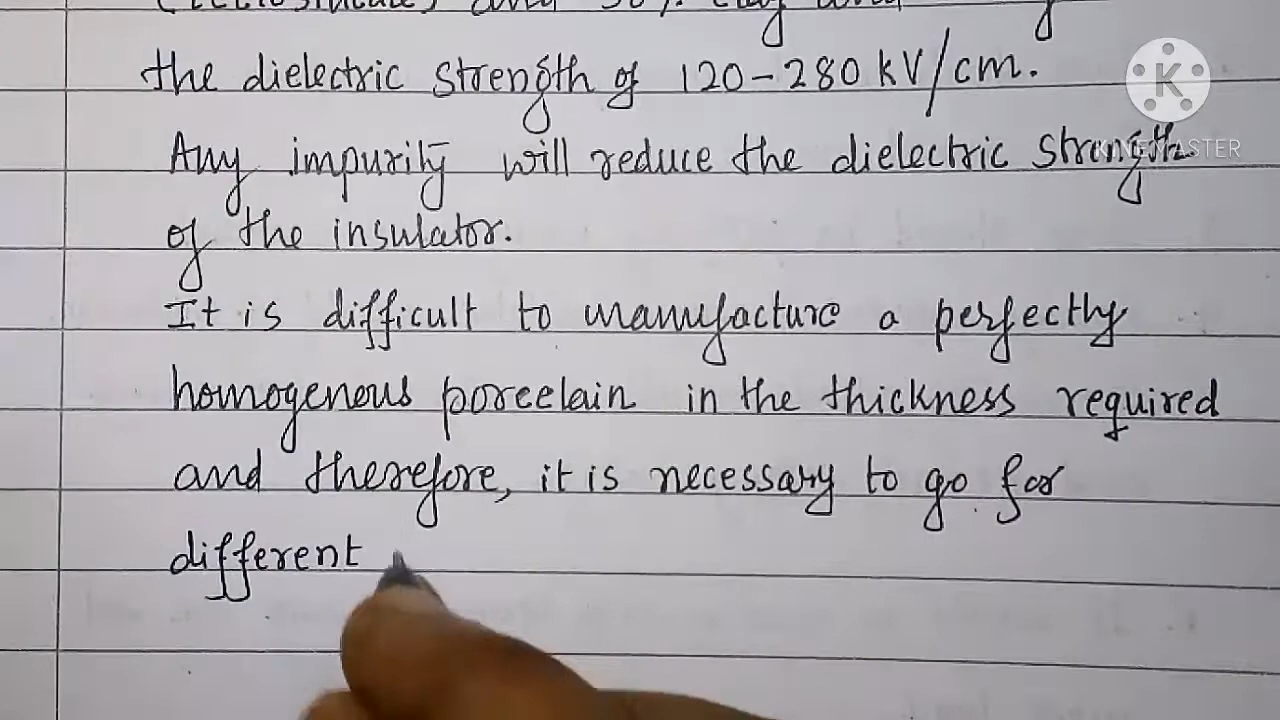 the dielectric strength of 120-280 kV/cm.
Any impurity will reduce the dielectric strength
of the insulator.
It is difficult to manufacture a perfectly
homogenous porcelain in the thickness required
and therefore, it is necessary to go for
different
K
KINEMASTER